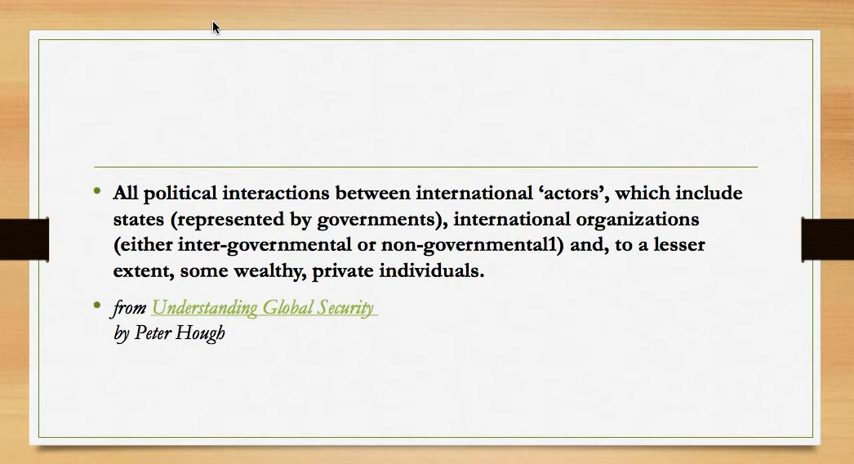 All political interactions between international ‘actors’, which include
states (represented by governments), international organizations
(either inter-governmental or non-governmental1) and, to a lesser
extent, some wealthy, private individuals.
from Understanding Global Security
by Peter Hough